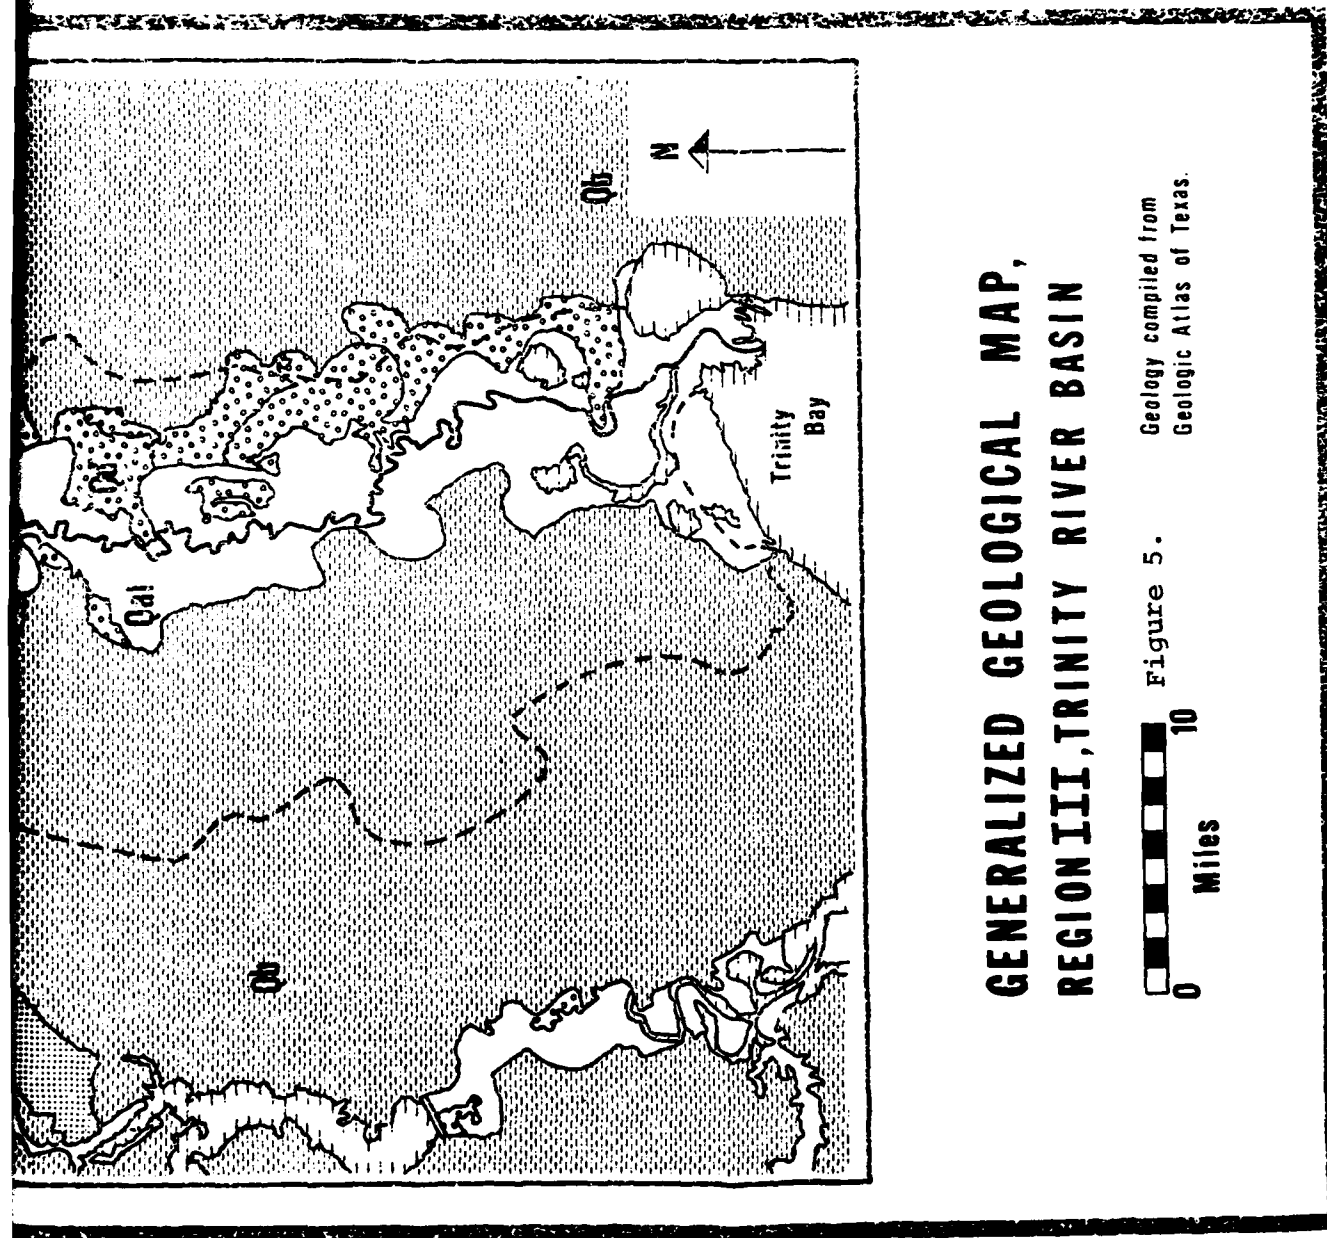 Qb
N
Qal
Trinity
Bay
Qb
GENERALIZED GEOLOGICAL MAP,
REGION III, TRINITY RIVER BASIN
Figure 5.
Geology compiled from
Geologic Atlas of Texas.
0 10
Miles